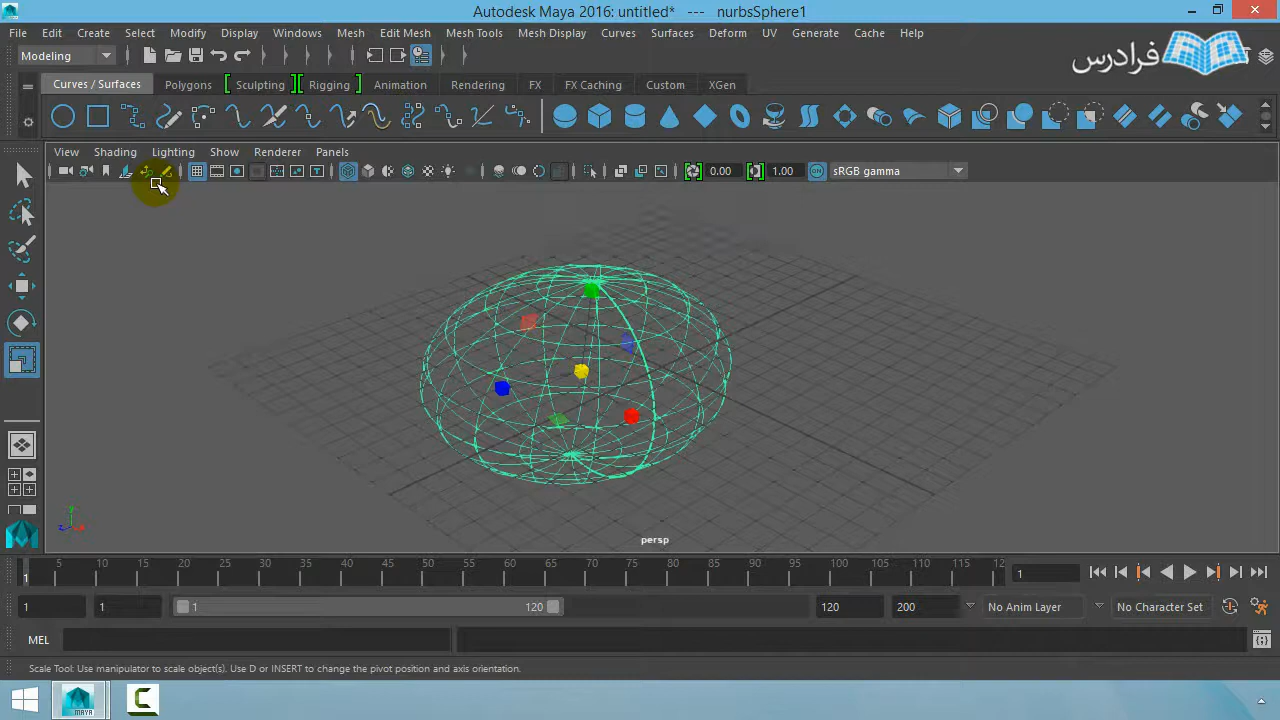 Autodesk Maya 2016: untitled* --- nurbsSphere1
File Edit Create Select Modify Display Windows Mesh Edit Mesh Mesh Tools Mesh Display Curves Surfaces Deform UV Generate Cache Help
Modeling
فرادرس
Curves / Surfaces Polygons Sculpting Rigging Animation Rendering FX FX Caching Custom XGen
View Shading Lighting Show Renderer Panels
0.00 1.00 ON sRGB gamma
y
z x
persp
5 10 15 20 25 30 35 40 45 50 55 60 65 70 75 80 85 90 95 100 105 110 115 12
1 1
1 1 1 120 120 200 No Anim Layer No Character Set
MEL
Scale Tool: Use manipulator to scale object(s). Use D or INSERT to change the pivot position and axis orientation.
MAYA